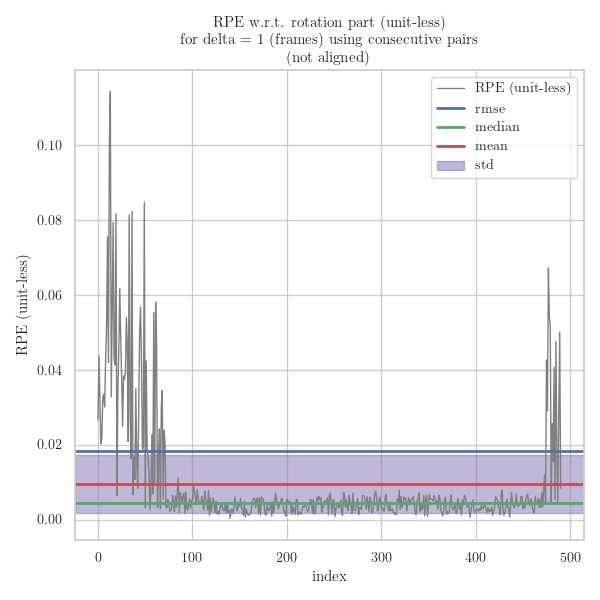 RPE w.r.t. rotation part (unit-less)
for delta = 1 (frames) using consecutive pairs
(not aligned)
RPE (unit-less)
rmse
median
mean
std
0.10
0.08
0.06
0.04
0.02
0.00
RPE (unit-less)
0 100 200 300 400 500
index